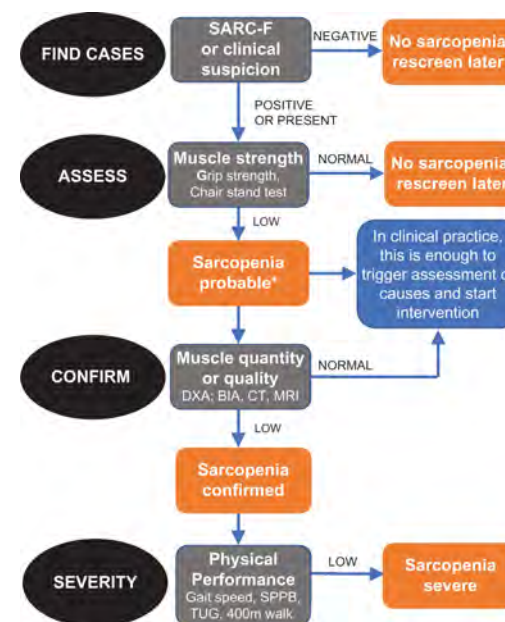 FIND CASES
SARC-F
or clinical
suspicion
NEGATIVE
No sarcopenia
rescreen later
POSITIVE
OR PRESENT
ASSESS
Muscle strength
Grip strength,
Chair stand test
NORMAL
No sarcopenia
rescreen later
LOW
Sarcopenia
probable*
In clinical practice,
this is enough to
trigger assessment o
causes and start
intervention
CONFIRM
Muscle quantity
or quality
DXA; BIA, CT, MRI
NORMAL
LOW
Sarcopenia
confirmed
SEVERITY
Physical
Performance
Gait speed, SPPB,
TUG, 400m walk
LOW
Sarcopenia
severe